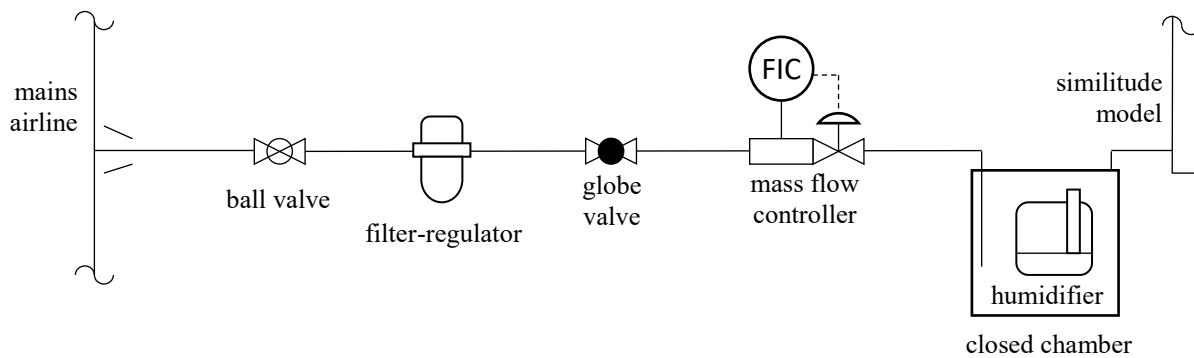 mains
airline
ball valve
filter-regulator
globe
valve
FIC
mass flow
controller
humidifier
closed chamber
similitude
model